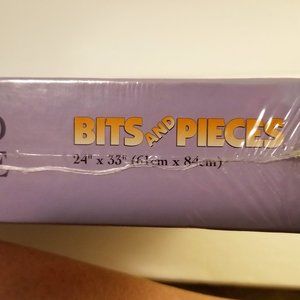 BITS AND PIECES
24" x 33" (61cm x 84cm)
E